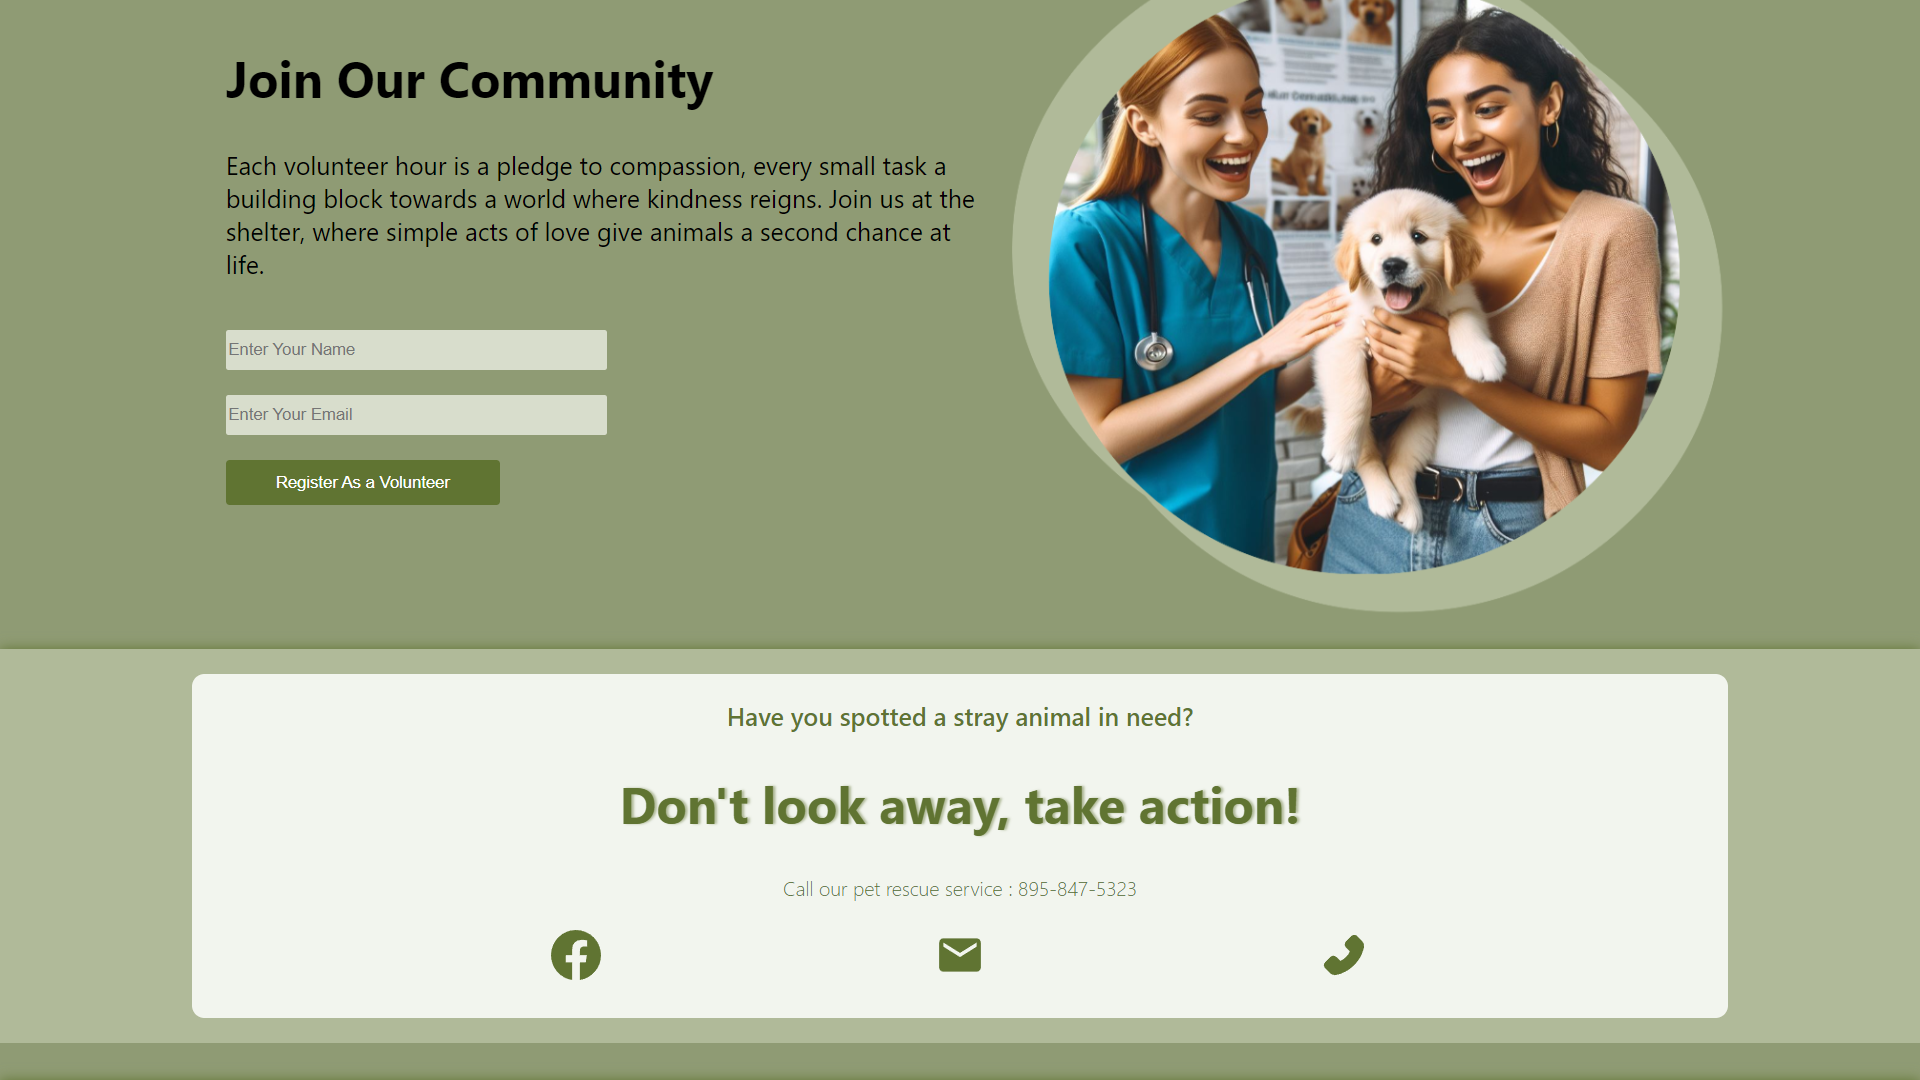 Join Our Community
Each volunteer hour is a pledge to compassion, every small task a
building block towards a world where kindness reigns. Join us at the
shelter, where simple acts of love give animals a second chance at
life.
Enter Your Name
Enter Your Email
Register As a Volunteer
Have you spotted a stray animal in need?
Don't look away, take action!
Call our pet rescue service : 895-847-5323